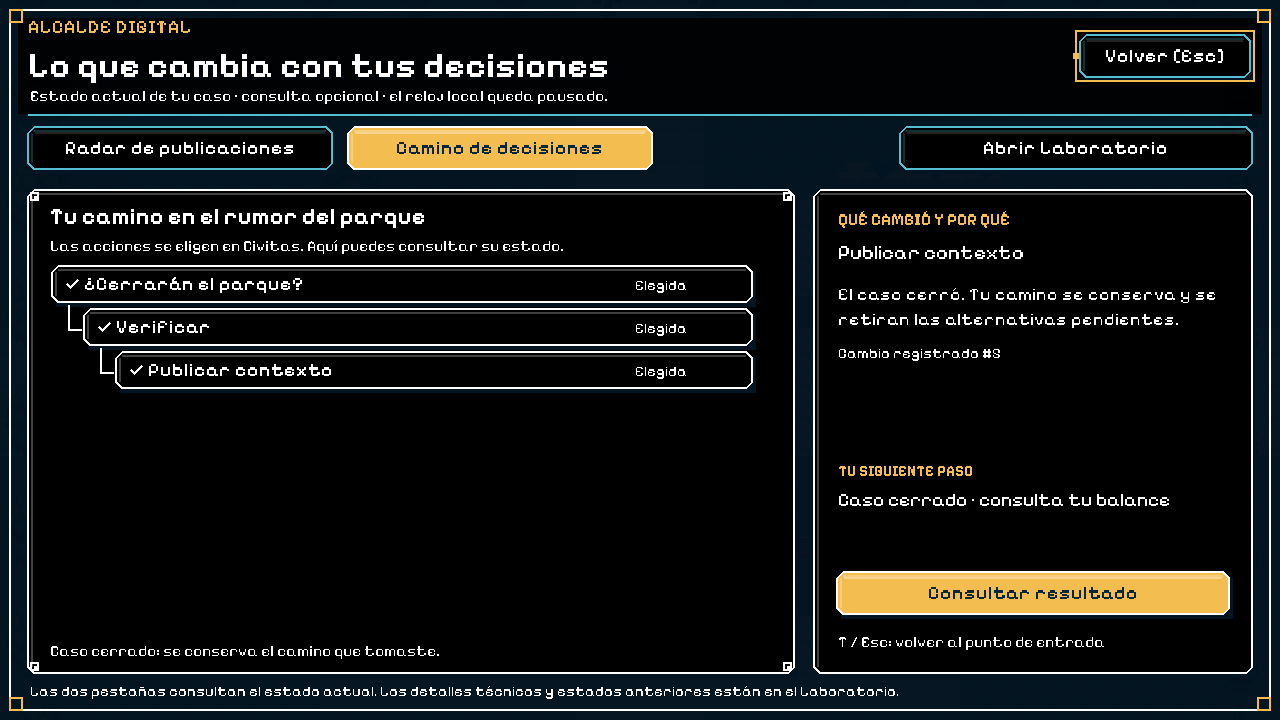 ALCALDE DIGITAL
Lo que cambia con tus decisiones
Volver (Esc)
Estado actual de tu caso · consulta opcional · el reloj local queda pausado.
Radar de publicaciones
Camino de decisiones
Abrir Laboratorio
Tu camino en el rumor del parque
Las acciones se eligen en Civitas. Aquí puedes consultar su estado.
✓ ¿Cerrarán el parque? Elegida
✓ Verificar Elegida
✓ Publicar contexto Elegida
Caso cerrado: se conserva el camino que tomaste.
QUÉ CAMBIÓ Y POR QUÉ
Publicar contexto
El caso cerró. Tu camino se conserva y se
retiran las alternativas pendientes.
Cambio registrado #8
TU SIGUIENTE PASO
Caso cerrado · consulta tu balance
Consultar resultado
T / Esc: volver al punto de entrada
Las dos pestañas consultan el estado actual. Los detalles técnicos y estados anteriores están en el Laboratorio.